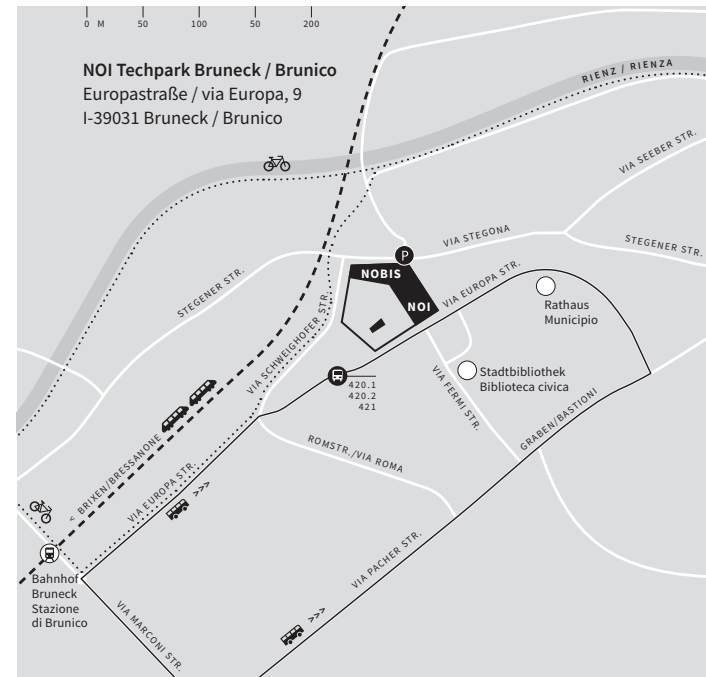 0 M 50 100 50 200
NOI Techpark Bruneck / Brunico
Europastraße / via Europa, 9
I-39031 Bruneck / Brunico
RIENZ / RIENZA
VIA SEEBER STR.
VIA STEGONA
STEGENER STR.
P
NOBIS
NOI
STEGENER STR.
VIA EUROPA STR.
Rathaus
Municipio
VIA SCHWEIGHOFER STR.
420.1
420.2
421
Stadtbibliothek
Biblioteca civica
VIA FERMI STR.
GRABEN/BASTIONI
ROMSTR./VIA ROMA
< BRIXEN/BRESSANONE
VIA EUROPA STR.
>>>
Bahnhof
Bruneck
Stazione
di Brunico
VIA PACHER STR.
VIA MARCONI STR.
>>>